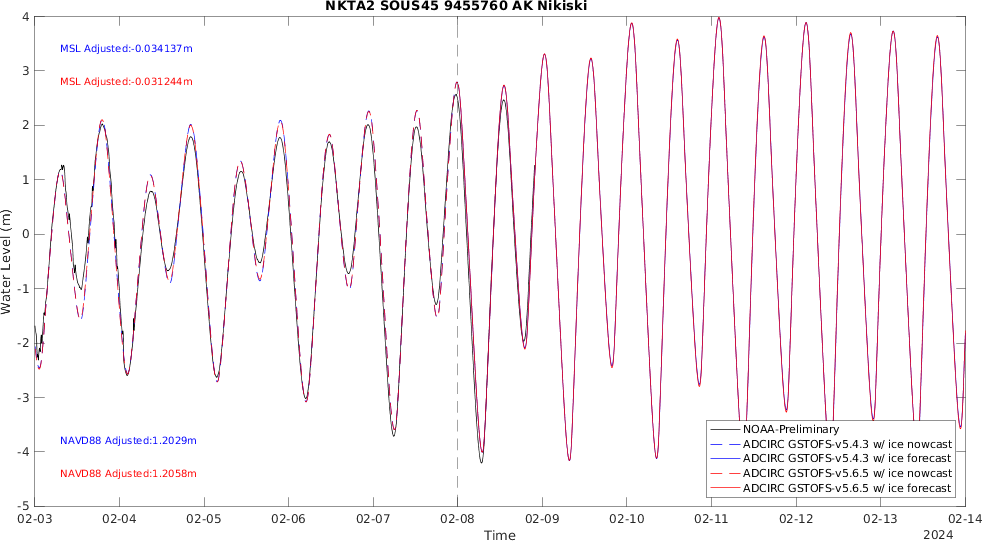 NKTA2 SOUS45 9455760 AK Nikiski
4
3
2
1
0
-1
-2
-3
-4
-5
Water Level (m)
MSL Adjusted:-0.034137m
MSL Adjusted:-0.031244m
NAVD88 Adjusted:1.2029m
NAVD88 Adjusted:1.2058m
NOAA-Preliminary
ADCIRC GSTOFS-v5.4.3 w/ ice nowcast
ADCIRC GSTOFS-v5.4.3 w/ ice forecast
ADCIRC GSTOFS-v5.6.5 w/ ice nowcast
ADCIRC GSTOFS-v5.6.5 w/ ice forecast
02-03 02-04 02-05 02-06 02-07 02-08 02-09 02-10 02-11 02-12 02-13 02-14
Time
2024